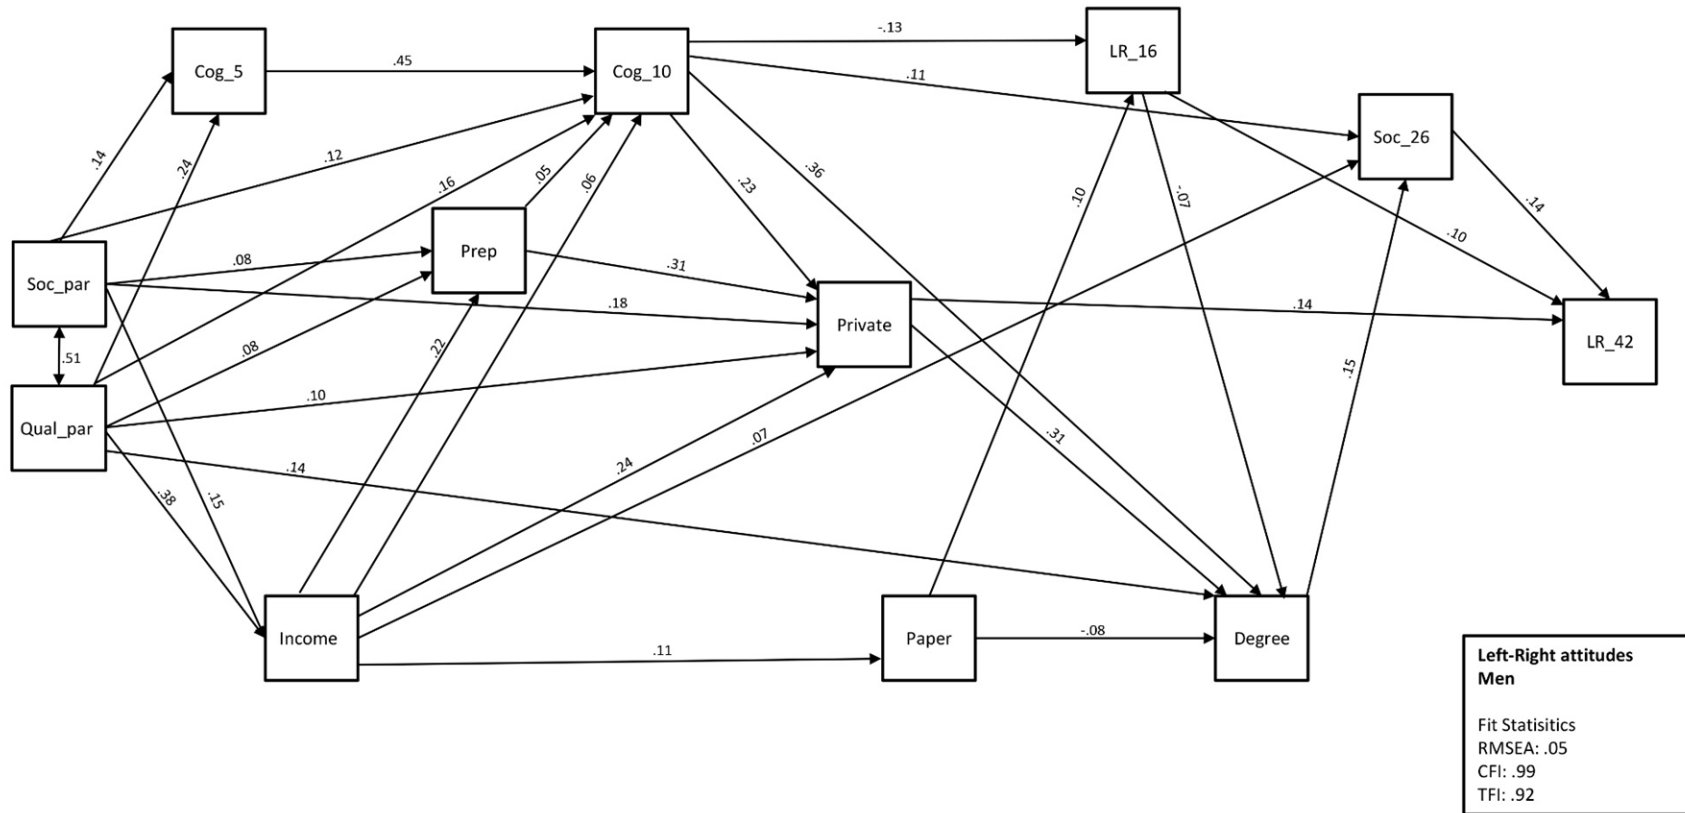 -.13
LR_16
Cog_5
.45
Cog_10
.11
Soc_26
.14
.24
.12
.16
.05
.06
.23
.36
.10
-.07
.14
.10
Prep
Soc_par
.08
.31
.18
Private
.14
LR_42
.51
.08
.22
.10
.15
Qual_par
.07
.31
.24
.14
.38
.15
Income
.11
Paper
-.08
Degree
Left-Right attitudes
Men
Fit Statisitics
RMSEA: .05
CFI: .99
TFI: .92